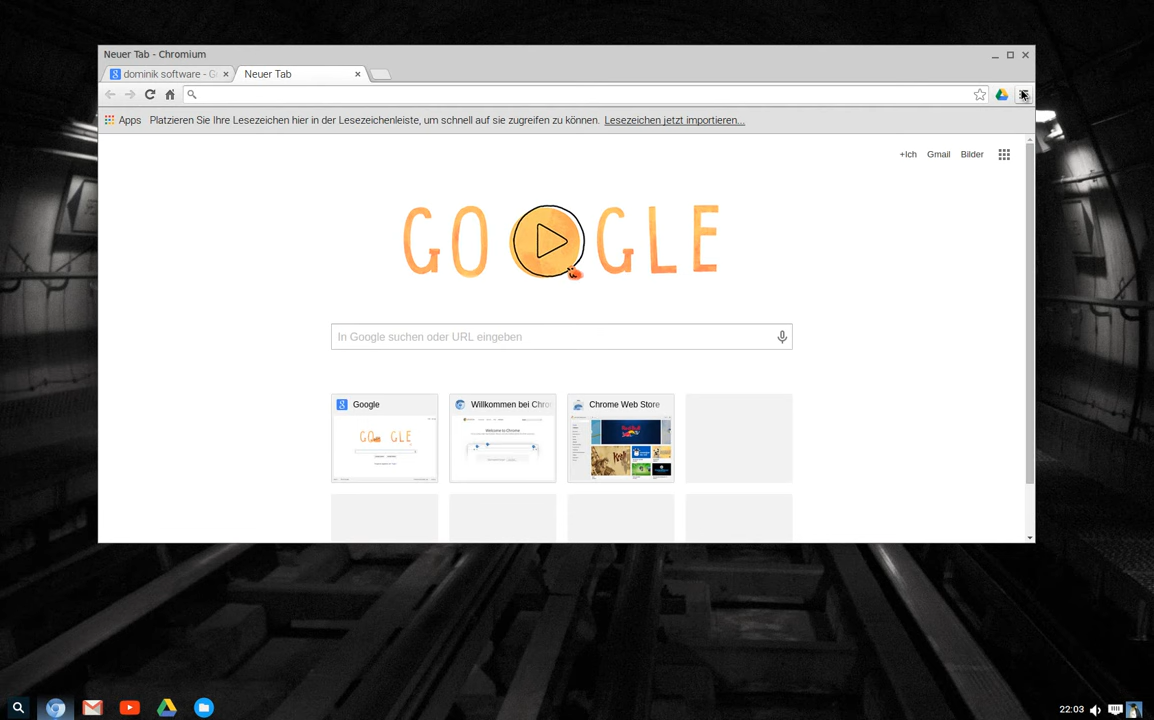 Neuer Tab - Chromium
dominik software - G
Neuer Tab
Apps Platzieren Sie Ihre Lesezeichen hier in der Lesezeichenleiste, um schnell auf sie zugreifen zu können. Lesezeichen jetzt importieren...
+Ich Gmail Bilder
GOOGLE
In Google suchen oder URL eingeben
Google
Willkommen bei Chro
Chrome Web Store
22:03